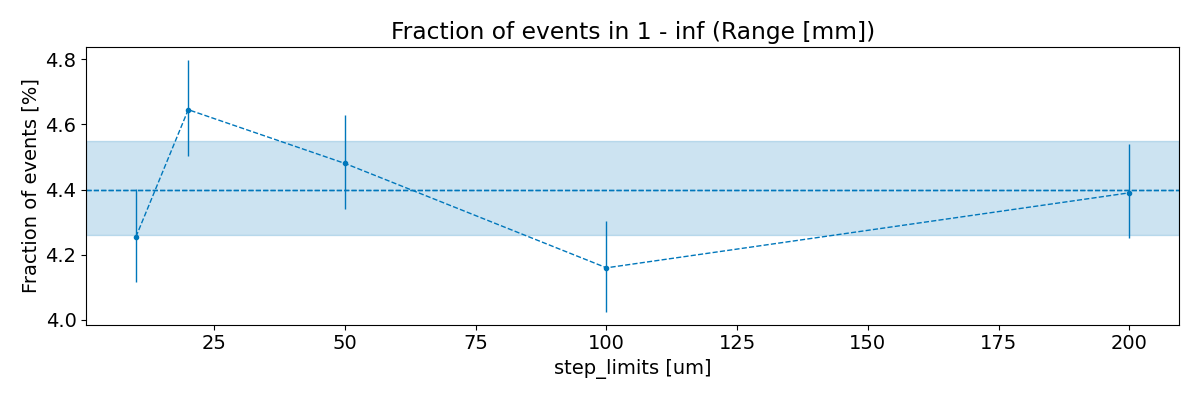 Fraction of events in 1 - inf (Range [mm])
Fraction of events [%]
4.8
4.6
4.4
4.2
4.0
25 50 75 100 125 150 175 200
step_limits [um]